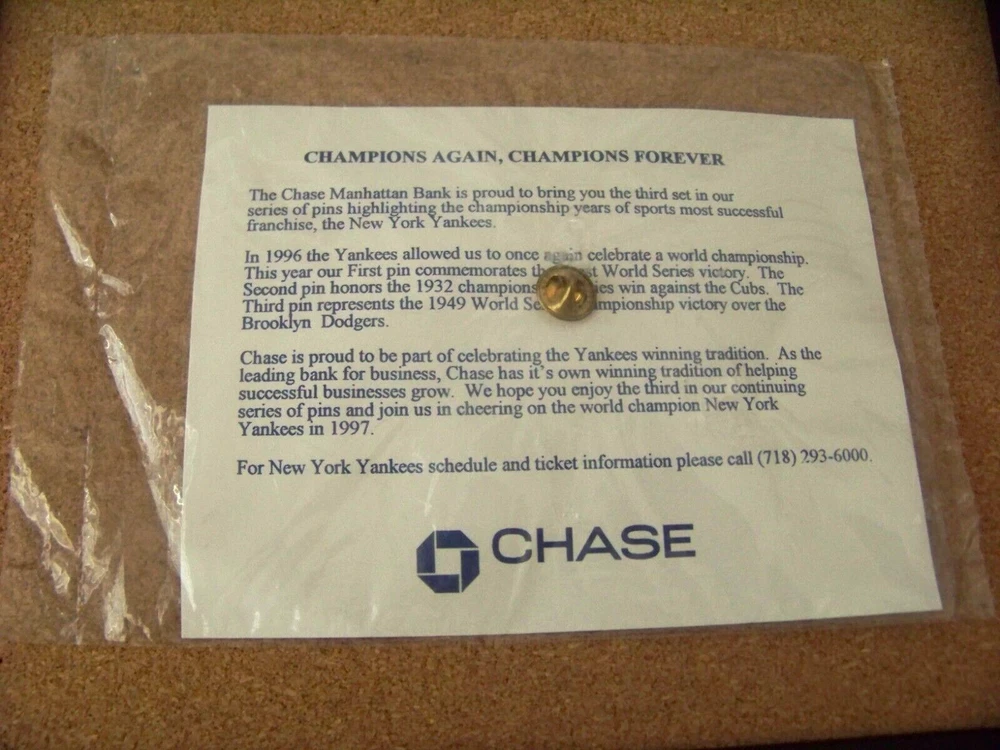 CHAMPIONS AGAIN, CHAMPIONS FOREVER
The Chase Manhattan Bank is proud to bring you the third set in our
series of pins highlighting the championship years of sports most successful
franchise, the New York Yankees.
In 1996 the Yankees allowed us to once again celebrate a world championship.
This year our First pin commemorates World Series victory. The
Second pin honors the 1932 win against the Cubs. The
Third pin represents the 1949 World victory over the
Brooklyn Dodgers.
Chase is proud to be part of celebrating the Yankees winning tradition. As the
leading bank for business, Chase has it's own winning tradition of helping
successful businesses grow. We hope you enjoy the third in our continuing
series of pins and join us in cheering on the world champion New York
Yankees in 1997.
For New York Yankees schedule and ticket information please call (718) 293-6000.
CHASE